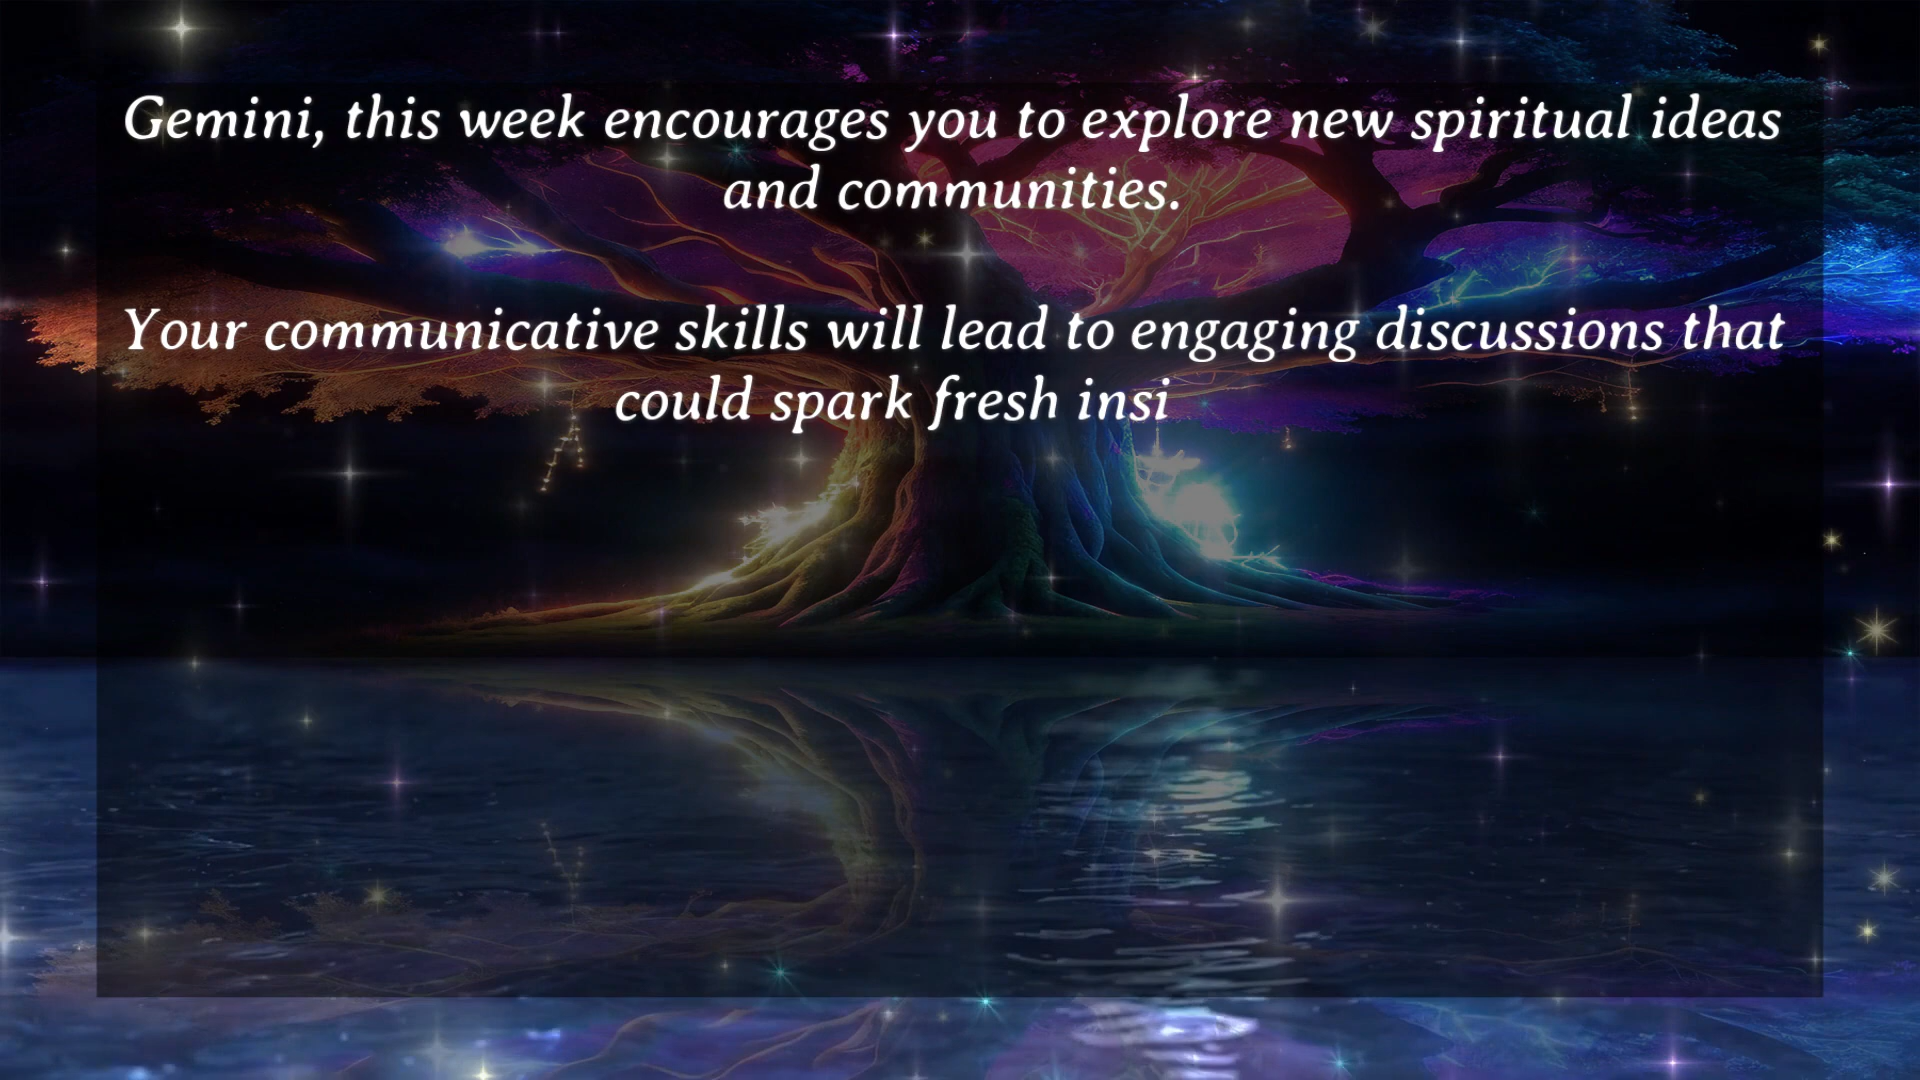 Gemini, this week encourages you to explore new spiritual ideas
and communities.
Your communicative skills will lead to engaging discussions that
could spark fresh insi